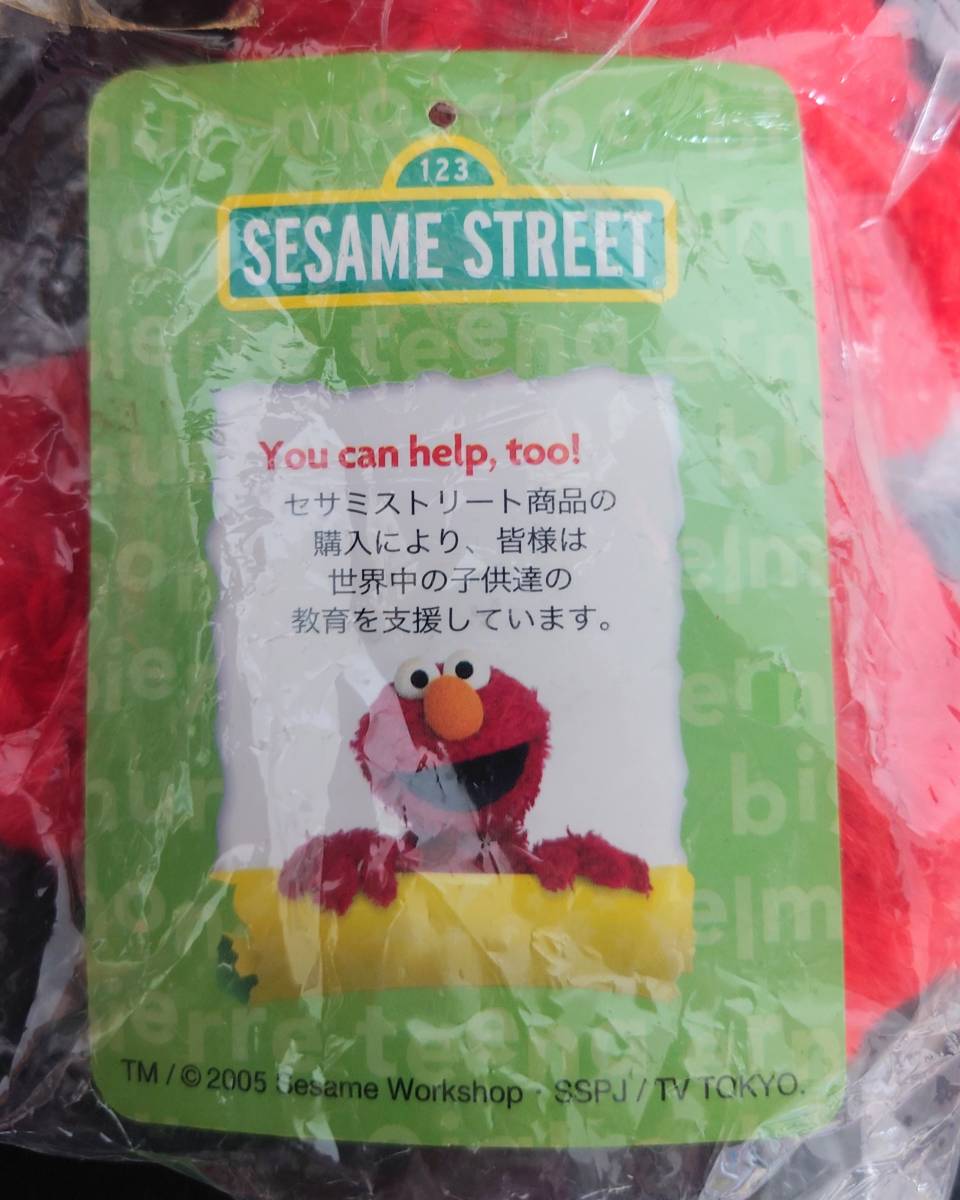 123
SESAME STREET
You can help, too!
セサミストリート商品の
購入により、皆様は
世界中の子供達の
教育を支援しています。
TM / © 2005 Sesame Workshop · SSPJ / TV TOKYO.